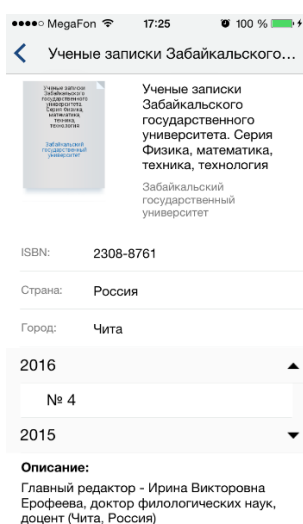 MegaFon 17:25 100 %
Ученые записки Забайкальского...
Ученые записки
Забайкальского
государственного
университета.
Серия Физика,
математика,
техника,
технология
Забайкальский
государственный
университет
Ученые записки
Забайкальского
государственного
университета. Серия
Физика, математика,
техника, технология
Забайкальский
государственный
университет
ISBN: 2308-8761
Страна: Россия
Город: Чита
2016
№ 4
2015
Описание:
Главный редактор - Ирина Викторовна
Ерофеева, доктор филологических наук,
доцент (Чита, Россия)